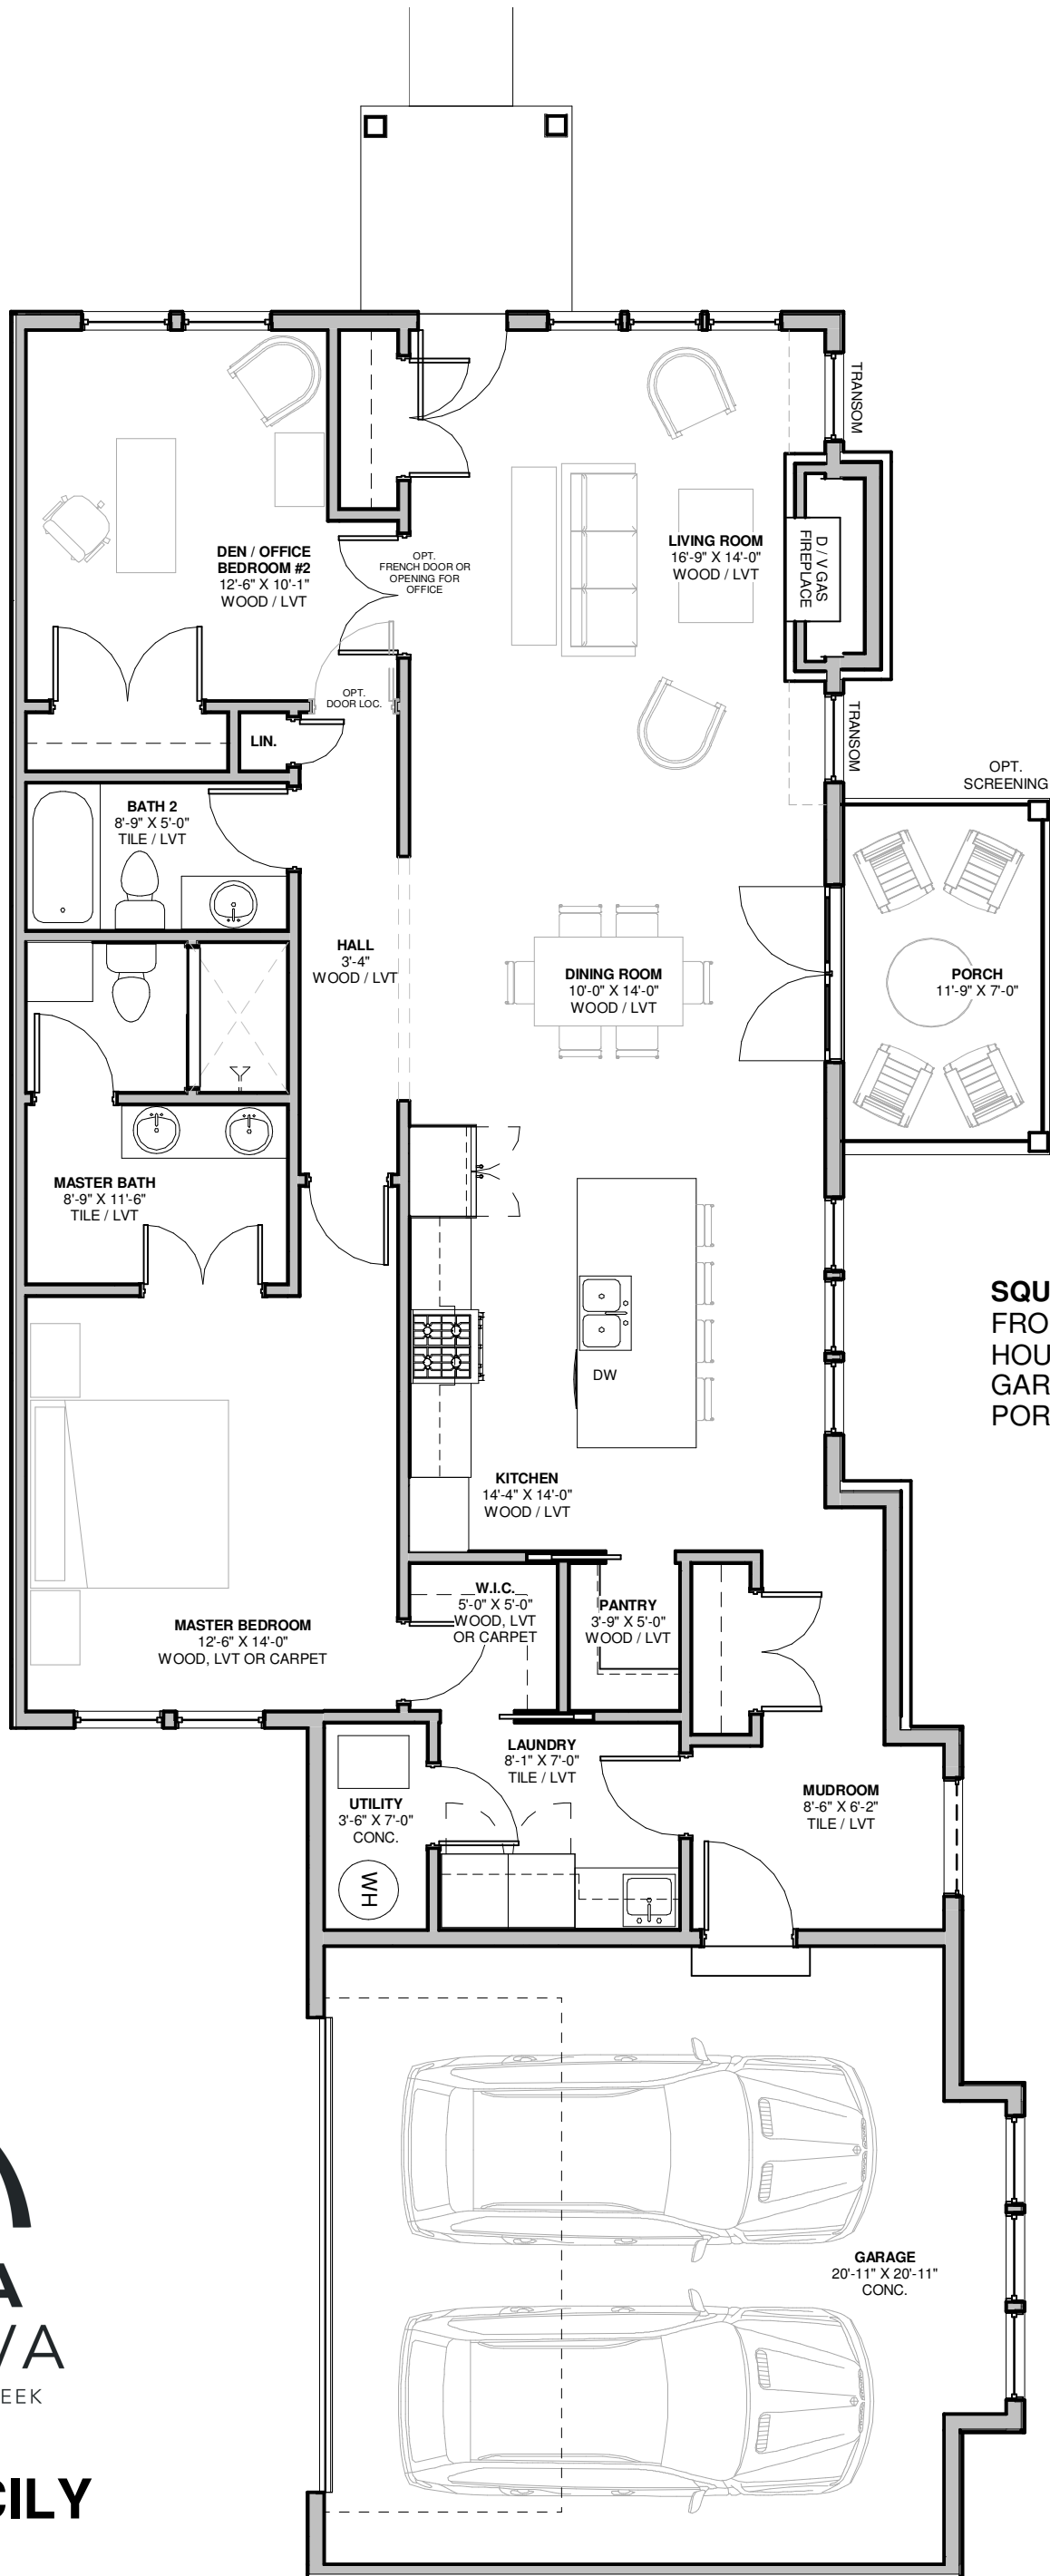 TRANSOM
D / V GAS
FIREPLACE
LIVING ROOM
16'-9" X 14'-0"
WOOD / LVT
DEN / OFFICE
BEDROOM #2
12'-6" X 10'-1"
WOOD / LVT
OPT.
FRENCH DOOR OR
OPENING FOR
OFFICE
OPT.
DOOR LOC.
LIN.
TRANSOM
OPT.
SCREENING
BATH 2
8'-9" X 5'-0"
TILE / LVT
HALL
3'-4"
WOOD / LVT
DINING ROOM
10'-0" X 14'-0"
WOOD / LVT
PORCH
11'-9" X 7'-0"
MASTER BATH
8'-9" X 11'-6"
TILE / LVT
SQU
FRO
HOU
GAR
POR
DW
KITCHEN
14'-4" X 14'-0"
WOOD / LVT
W.I.C.
5'-0" X 5'-0"
WOOD, LVT
OR CARPET
PANTRY
3'-9" X 5'-0"
WOOD / LVT
MASTER BEDROOM
12'-6" X 14'-0"
WOOD, LVT OR CARPET
LAUNDRY
8'-1" X 7'-0"
TILE / LVT
UTILITY
3'-6" X 7'-0"
CONC.
MUDROOM
8'-6" X 6'-2"
TILE / LVT
WH
GARAGE
20'-11" X 20'-11"
CONC.
A
VA
EEK
CILY